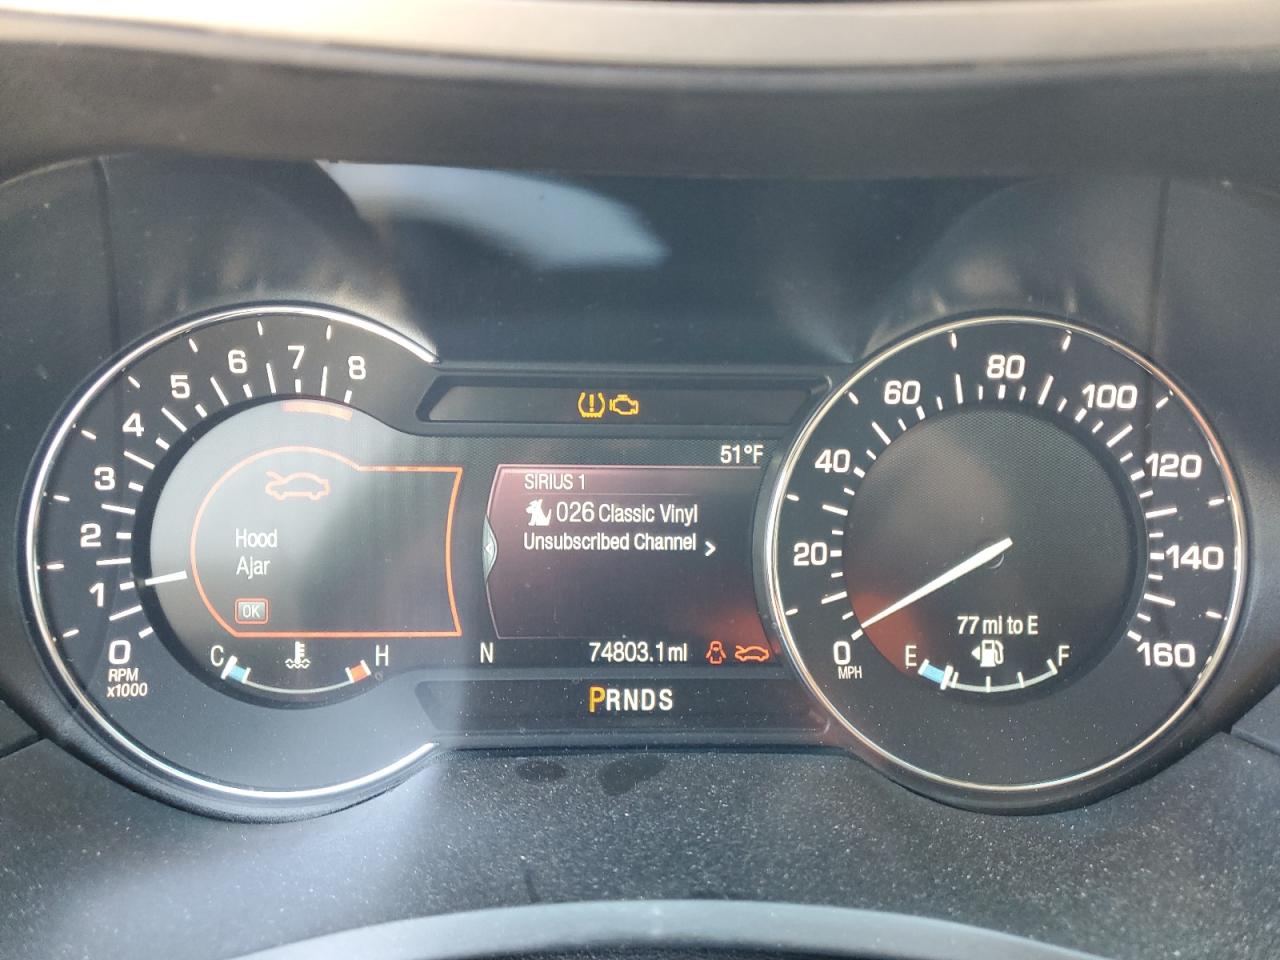 0
1
2
3
4
5
6
7
8
RPM
x1000
Hood
Ajar
OK
C
H
51°F
SIRIUS 1
026 Classic Vinyl
Unsubscribed Channel >
N
74803.1 mi
PRNDS
0
20
40
60
80
100
120
140
160
MPH
77 mi to E
E
F